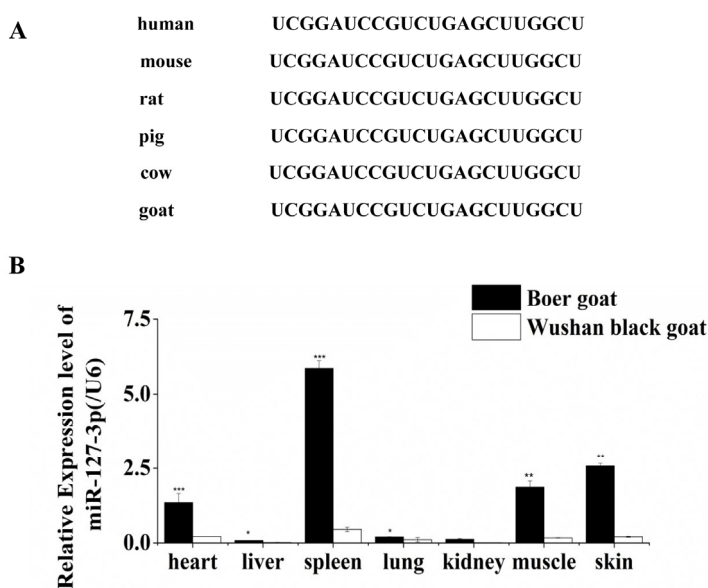 A
human UCGGAUCCGUCUGAGCUUGGCU
mouse UCGGAUCCGUCUGAGCUUGGCU
rat UCGGAUCCGUCUGAGCUUGGCU
pig UCGGAUCCGUCUGAGCUUGGCU
cow UCGGAUCCGUCUGAGCUUGGCU
goat UCGGAUCCGUCUGAGCUUGGCU
B
Boer goat
Wushan black goat
Relative Expression level of
miR-127-3p(/U6)
7.5
5.0
2.5
0.0
***
*
***
*
**
**
heart liver spleen lung kidney muscle skin